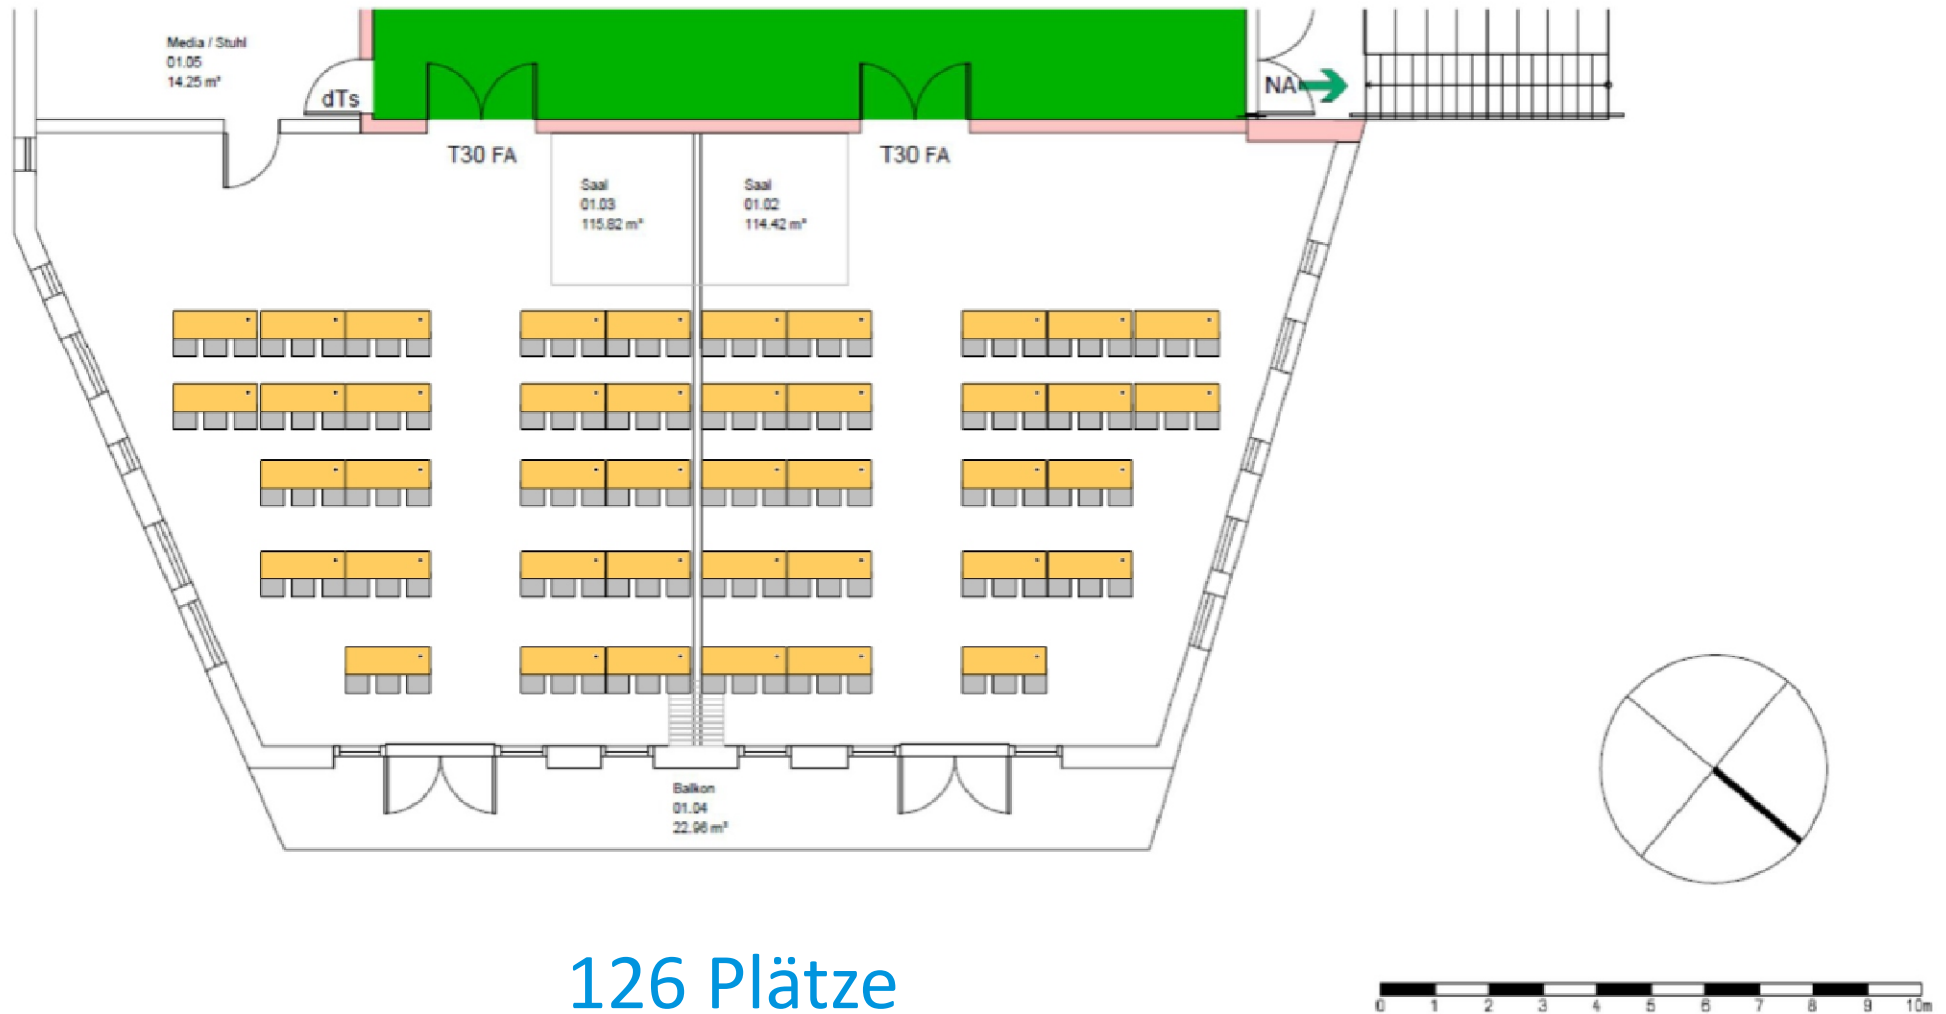 Media / Stuhl
01.05
14.25 m²
dTs
NA
T30 FA
T30 FA
Saal
01.03
115.82 m²
Saal
01.02
114.42 m²
Balkon
01.04
22.96 m²
126 Plätze
0 1 2 3 4 5 6 7 8 9 10m